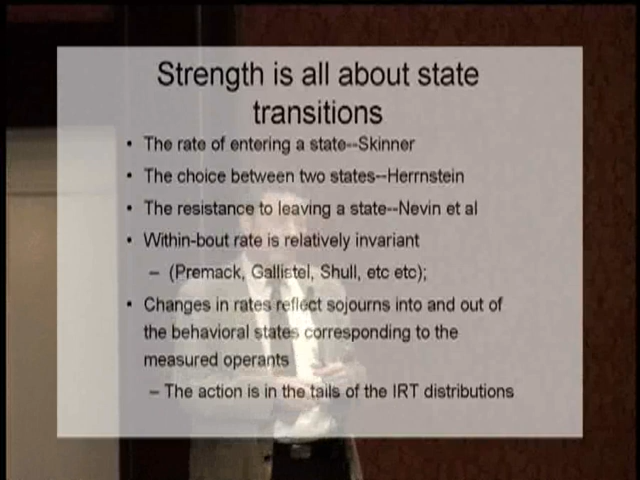 Strength is all about state
transitions
• The rate of entering a state--Skinner
• The choice between two states--Herrnstein
• The resistance to leaving a state--Nevin et al
• Within-bout rate is relatively invariant
– (Premack, Gallistel, Shull, etc etc);
• Changes in rates reflect sojourns into and out of
the behavioral states corresponding to the
measured operants
– The action is in the tails of the IRT distributions